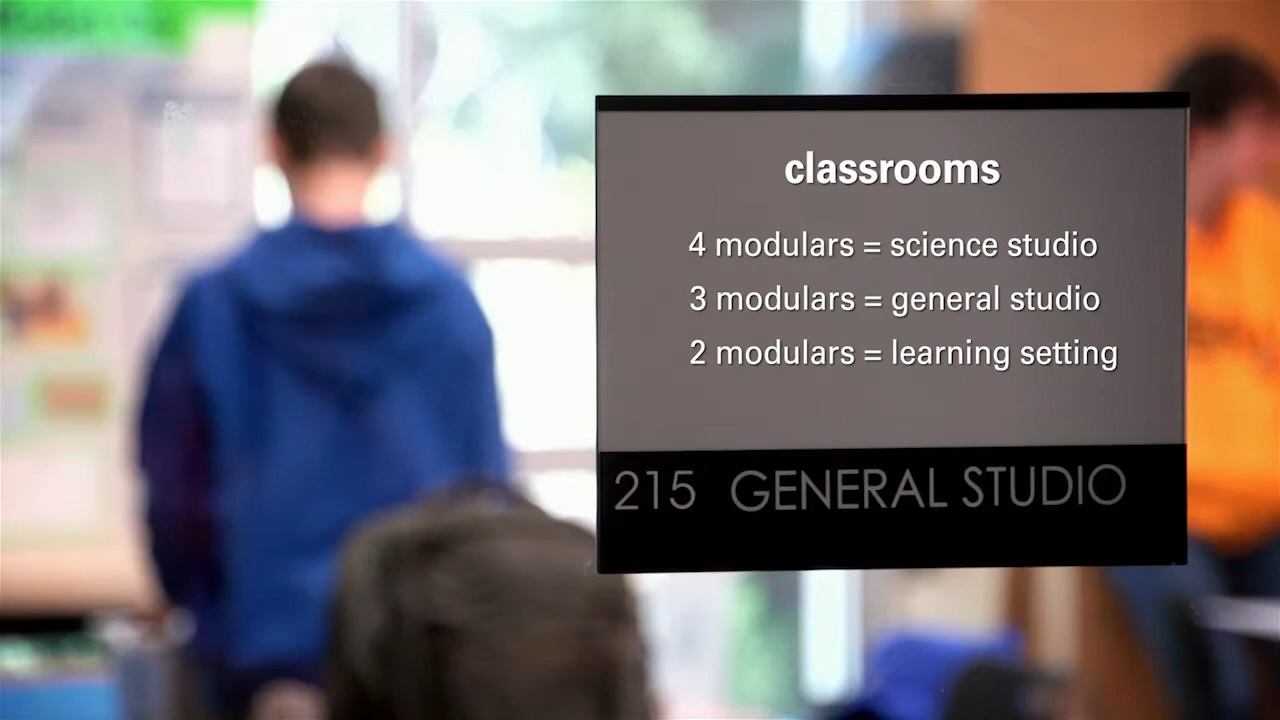 classrooms
4 modulars = science studio
3 modulars = general studio
2 modulars = learning setting
215 GENERAL STUDIO